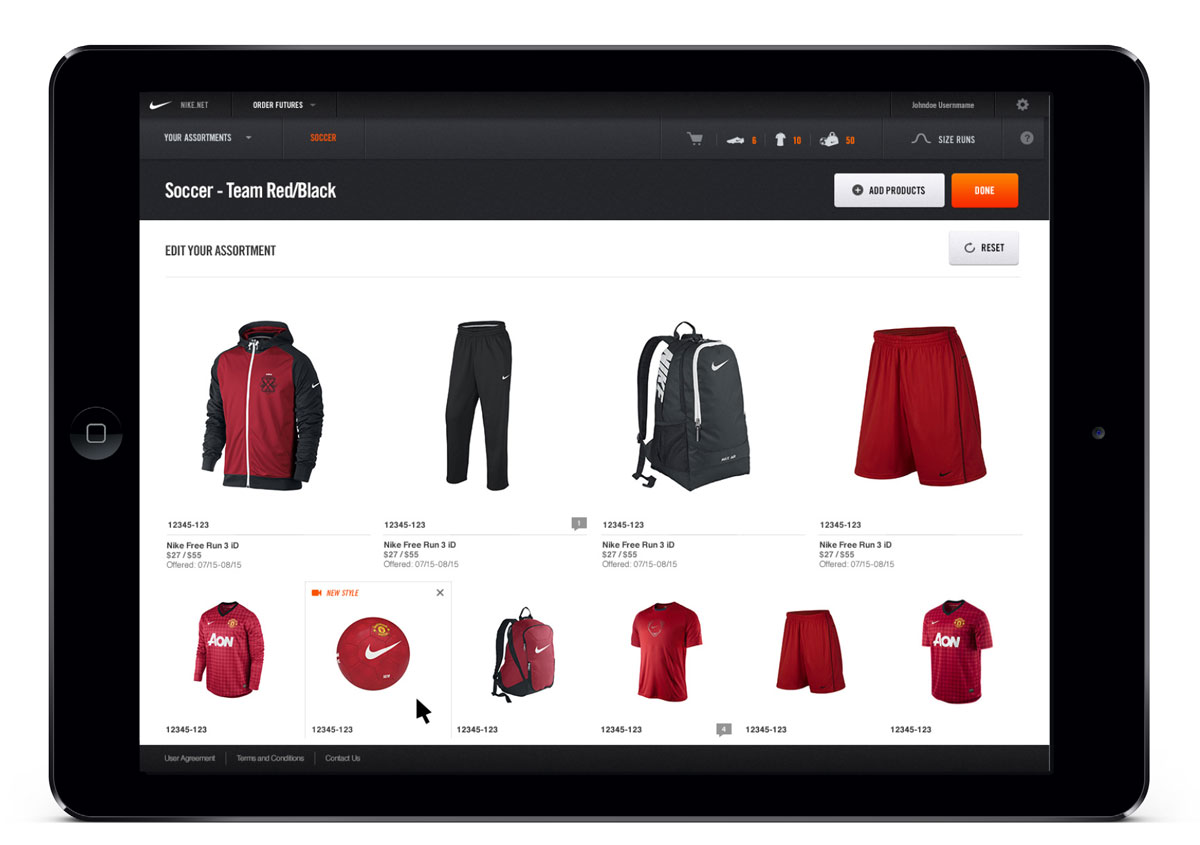 NIKE.NET
ORDER FUTURES
Johndoe Usernmame
YOUR ASSORTMENTS
SOCCER
6
10
50
SIZE RUNS
?
Soccer - Team Red/Black
ADD PRODUCTS
DONE
EDIT YOUR ASSORTMENT
RESET
NIKE
12345-123
12345-123
1
12345-123
12345-123
Nike Free Run 3 iD
$27 / $55
Offered: 07/15-08/15
Nike Free Run 3 iD
$27 / $55
Offered: 07/15-08/15
Nike Free Run 3 iD
$27 / $55
Offered: 07/15-08/15
Nike Free Run 3 iD
$27 / $55
Offered: 07/15-08/15
NEW STYLE
AON
AON
12345-123
12345-123
12345-123
12345-123
4
12345-123
12345-123
User Agreement
Terms and Conditions
Contact Us